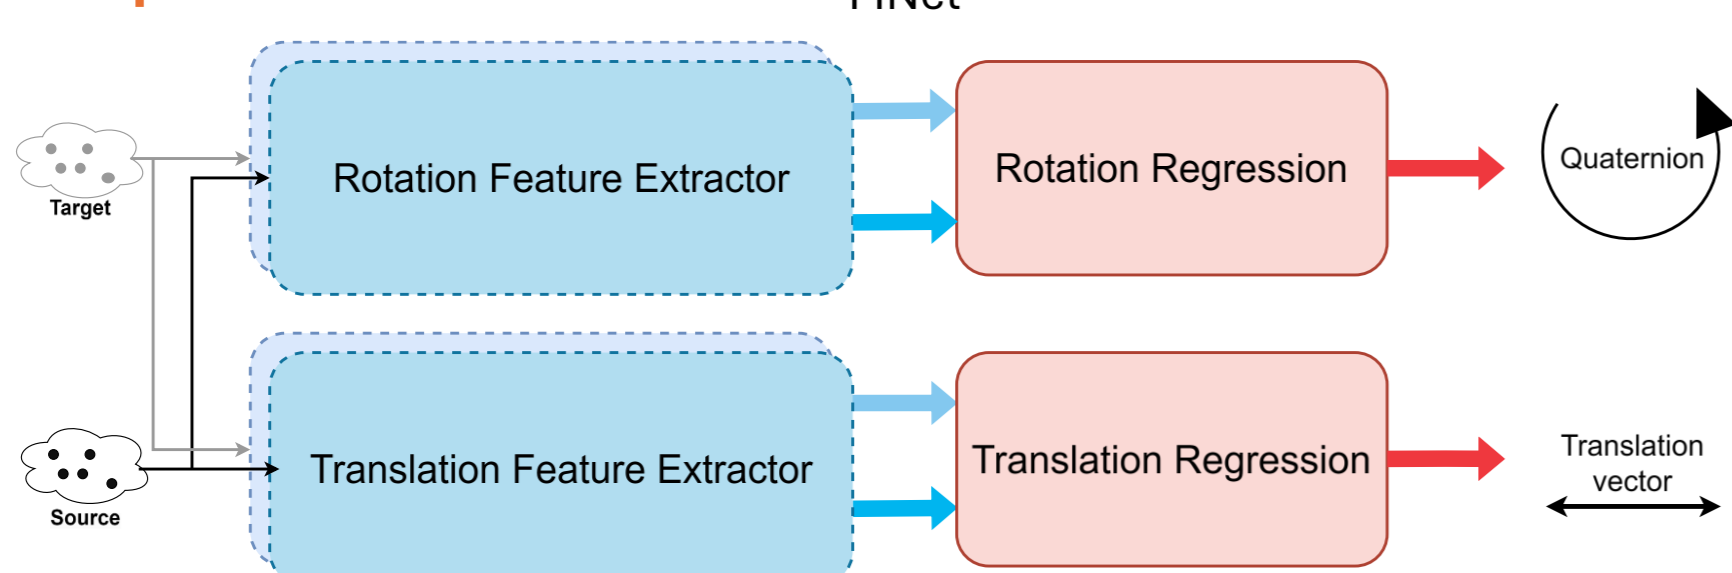 Target
Rotation Feature Extractor
Rotation Regression
Quaternion
Source
Translation Feature Extractor
Translation Regression
Translation
vector